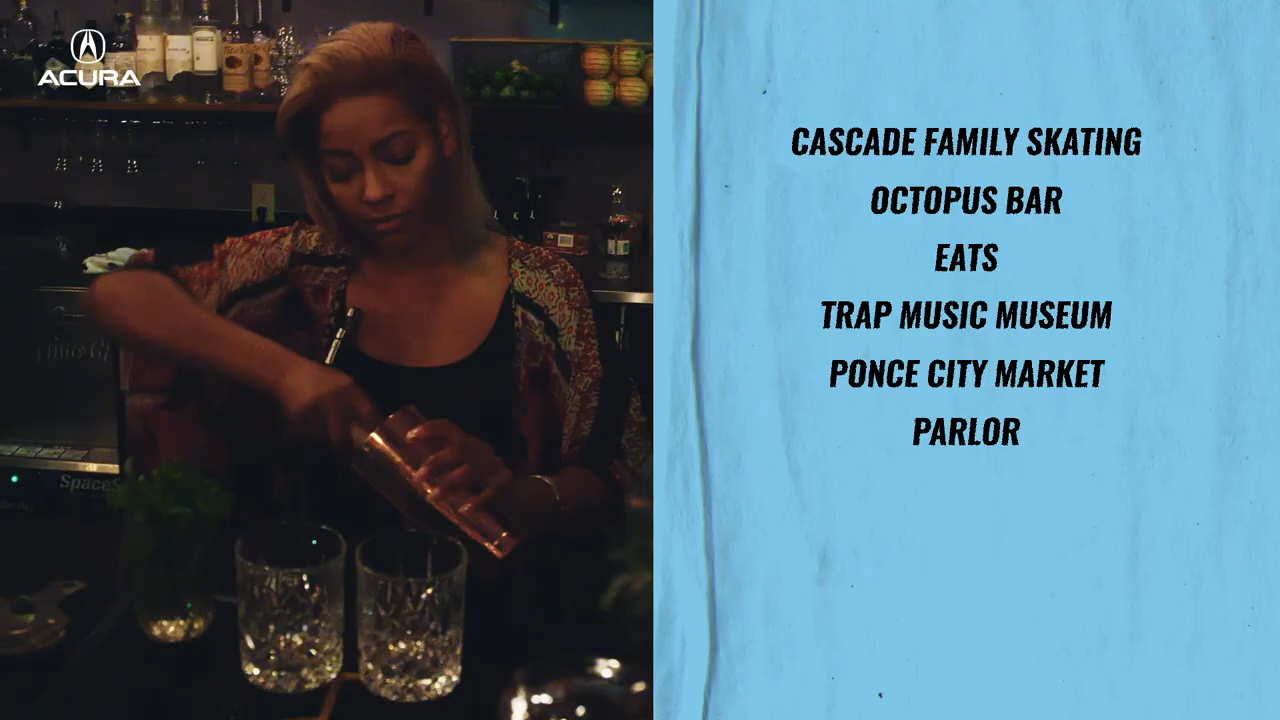 ACURA
CASCADE FAMILY SKATING
OCTOPUS BAR
EATS
TRAP MUSIC MUSEUM
PONCE CITY MARKET
PARLOR